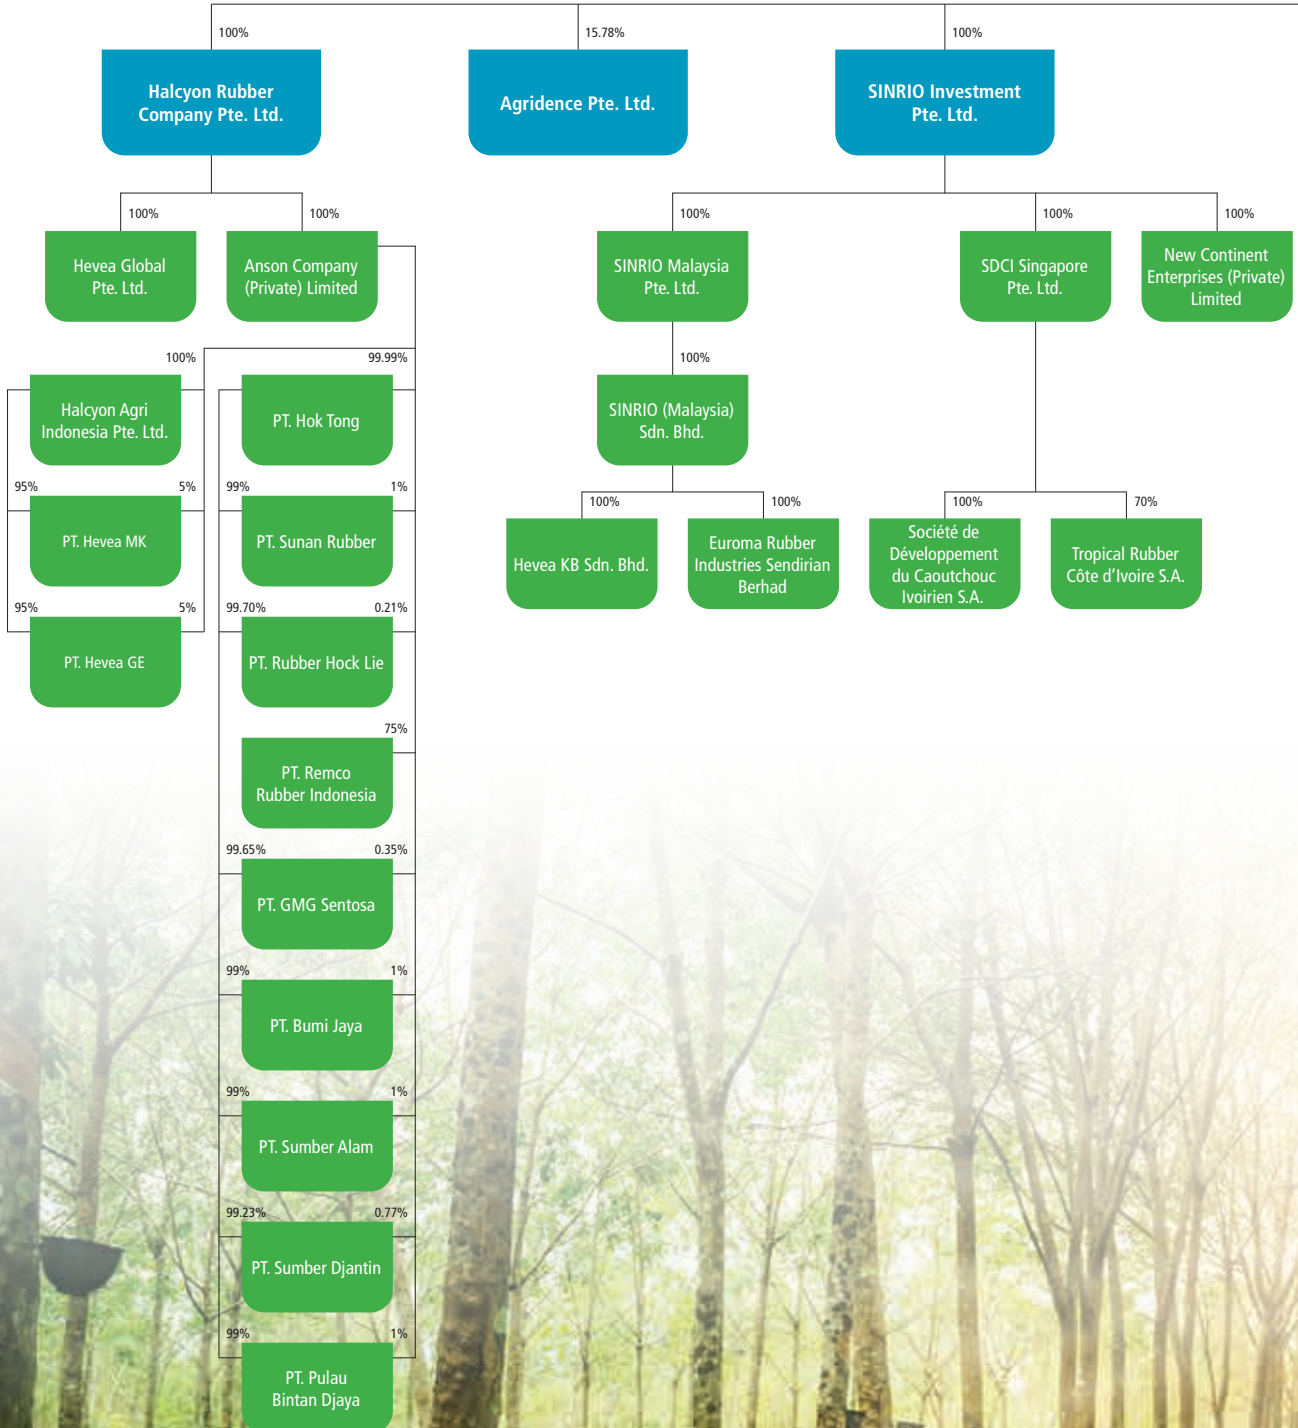 100%
15.78%
100%
Halcyon Rubber
Company Pte. Ltd.
Agridence Pte. Ltd.
SINRIO Investment
Pte. Ltd.
100%
100%
100%
100%
100%
Hevea Global
Pte. Ltd.
Anson Company
(Private) Limited
SINRIO Malaysia
Pte. Ltd.
SDCI Singapore
Pte. Ltd.
New Continent
Enterprises (Private)
Limited
100%
99.99%
100%
Halcyon Agri
Indonesia Pte. Ltd.
PT. Hok Tong
SINRIO (Malaysia)
Sdn. Bhd.
95%
5%
99%
1%
100%
100%
100%
70%
PT. Hevea MK
PT. Sunan Rubber
Hevea KB Sdn. Bhd.
Euroma Rubber
Industries Sendirian
Berhad
Société de
Développement
du Caoutchouc
Ivoirien S.A.
Tropical Rubber
Côte d’Ivoire S.A.
95%
5%
99.70%
0.21%
PT. Hevea GE
PT. Rubber Hock Lie
75%
PT. Remco
Rubber Indonesia
99.65%
0.35%
PT. GMG Sentosa
99%
1%
PT. Bumi Jaya
99%
1%
PT. Sumber Alam
99.23%
0.77%
PT. Sumber Djantin
99%
1%
PT. Pulau
Bintan Djaya